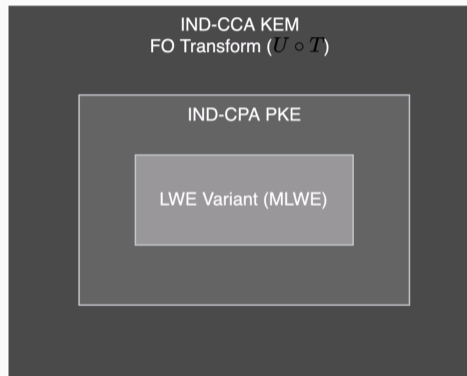 IND-CCA KEM
FO Transform (U ∘ T)
IND-CPA PKE
LWE Variant (MLWE)